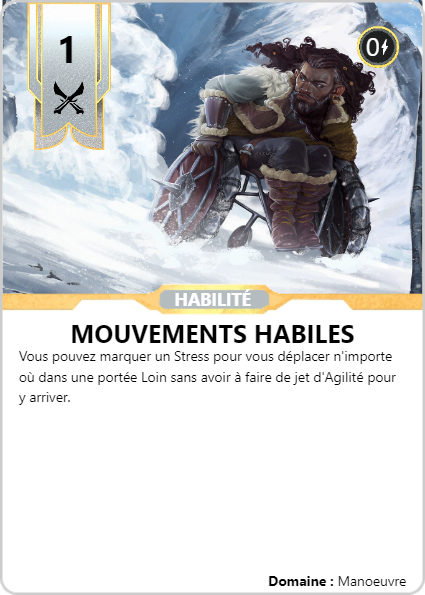 1
0
HABILITÉ
MOUVEMENTS HABILES
Vous pouvez marquer un Stress pour vous déplacer n'importe
où dans une portée Loin sans avoir à faire de jet d'Agilité pour
y arriver.
Domaine : Manoeuvre